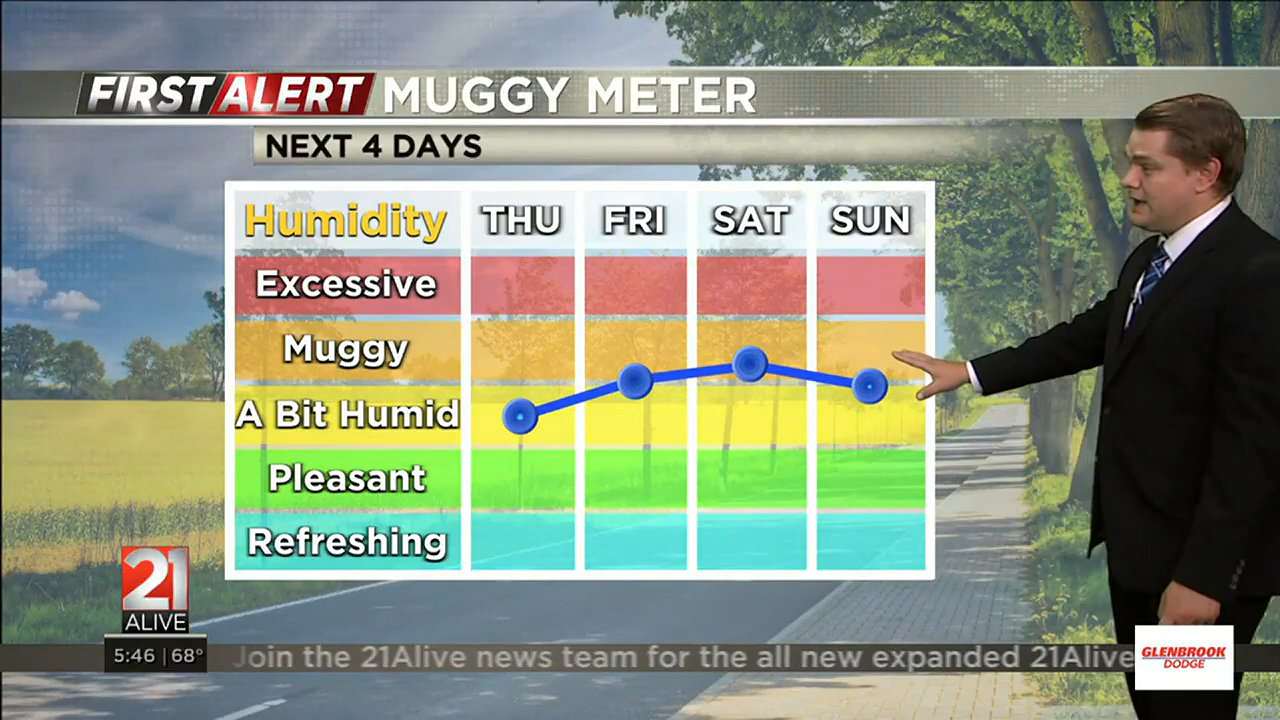 FIRST ALERT MUGGY METER
NEXT 4 DAYS
Humidity THU FRI SAT SUN
Excessive
Muggy
A Bit Humid
Pleasant
Refreshing
21
ALIVE
5:46 | 68° Join the 21Alive news team for the all new expanded 21Alive
GLENBROOK
DODGE